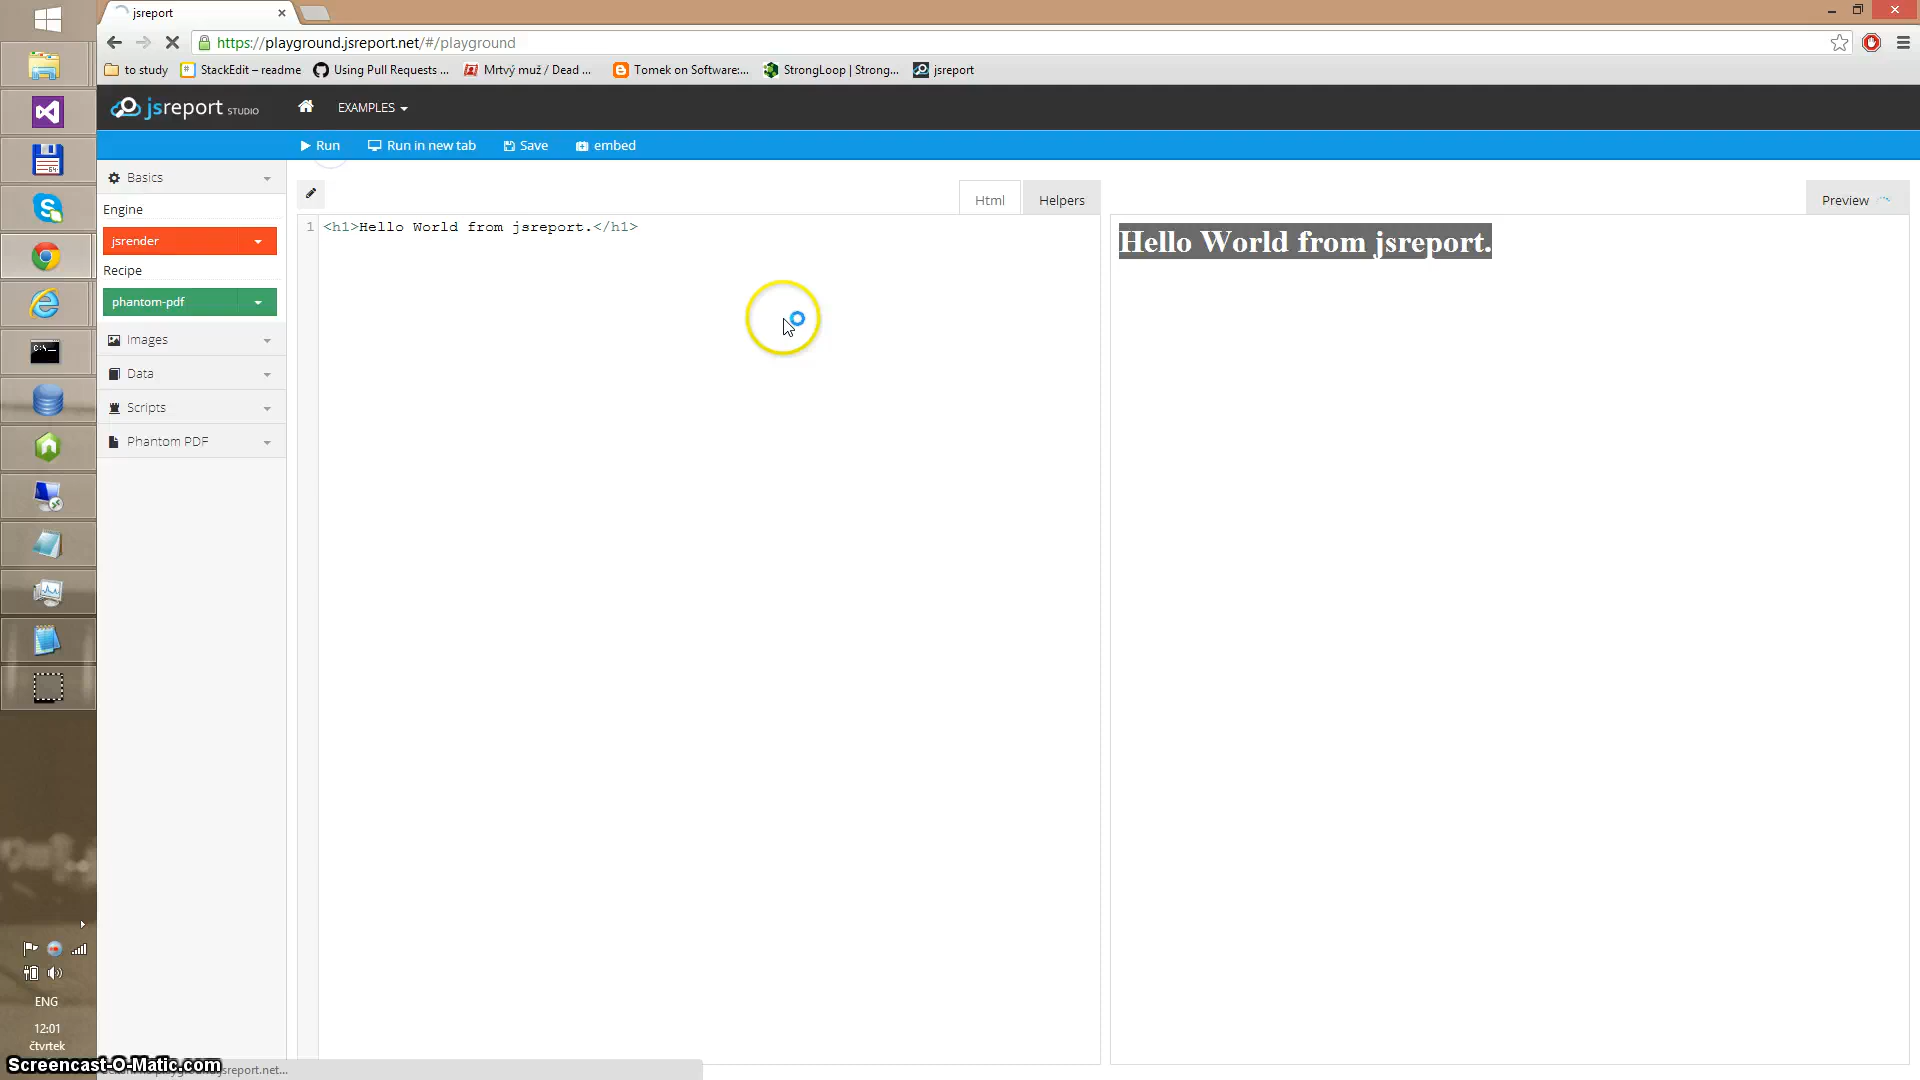 jsreport
https://playground.jsreport.net/#/playground
to study
StackEdit – readme
Using Pull Requests ...
Mrtvý muž / Dead ...
Tomek on Software:...
StrongLoop | Strong...
jsreport
jsreport STUDIO
EXAMPLES
Run
Run in new tab
Save
embed
Basics
Engine
jsrender
Recipe
phantom-pdf
Images
Data
Scripts
Phantom PDF
Html
Helpers
1 <h1>Hello World from jsreport.</h1>
Preview
Hello World from jsreport.
64
C:\
ENG
12:01
čtvrtek
Screencast-O-Matic.com